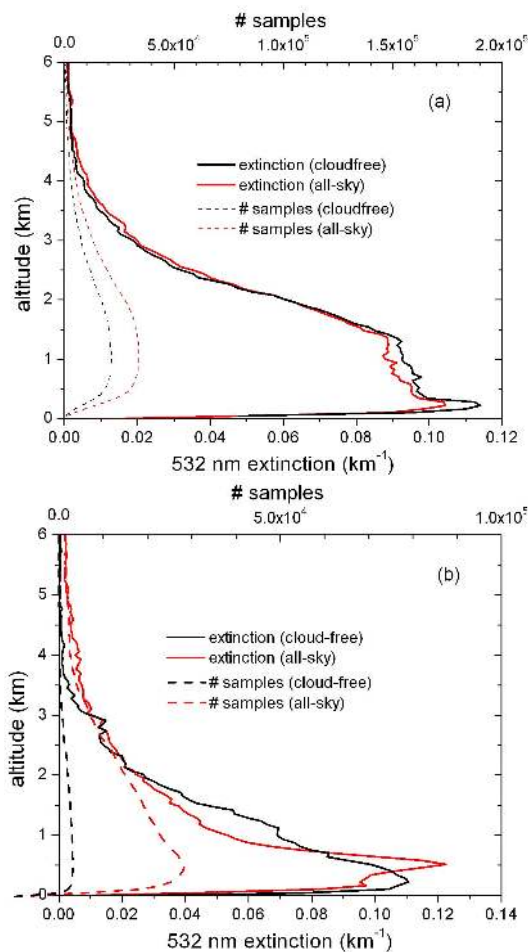 # samples
0.0 5.0x10⁴ 1.0x10⁵ 1.5x10⁵ 2.0x10⁵
6
(a)
5
extinction (cloudfree)
extinction (all-sky)
4
# samples (cloudfree)
# samples (all-sky)
altitude (km)
3
2
1
0
0.00 0.02 0.04 0.06 0.08 0.10 0.12
532 nm extinction (km⁻¹)
# samples
0.0 5.0x10⁴ 1.0x10⁵
6
(b)
5
extinction (cloud-free)
extinction (all-sky)
4
# samples (cloud-free)
# samples (all-sky)
altitude (km)
3
2
1
0
0.00 0.02 0.04 0.06 0.08 0.10 0.12 0.14
532 nm extinction (km⁻¹)